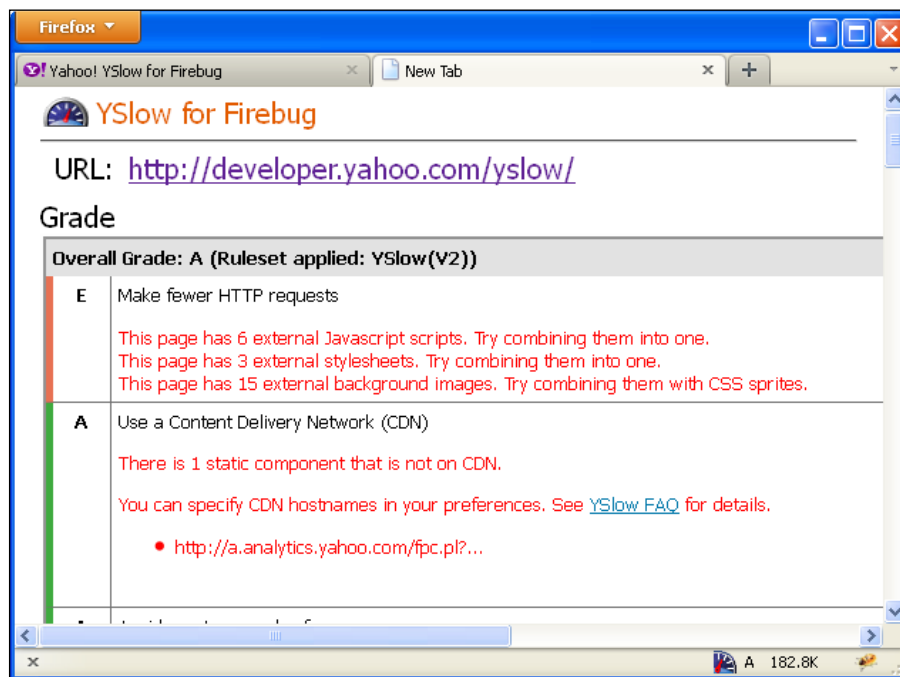 Firefox
Y! Yahoo! YSlow for Firebug
New Tab
YSlow for Firebug
URL: http://developer.yahoo.com/yslow/
Grade
Overall Grade: A (Ruleset applied: YSlow(V2))
E Make fewer HTTP requests
This page has 6 external Javascript scripts. Try combining them into one.
This page has 3 external stylesheets. Try combining them into one.
This page has 15 external background images. Try combining them with CSS sprites.
A Use a Content Delivery Network (CDN)
There is 1 static component that is not on CDN.
You can specify CDN hostnames in your preferences. See YSlow FAQ for details.
• http://a.analytics.yahoo.com/fpc.pl?...
A 182.8K